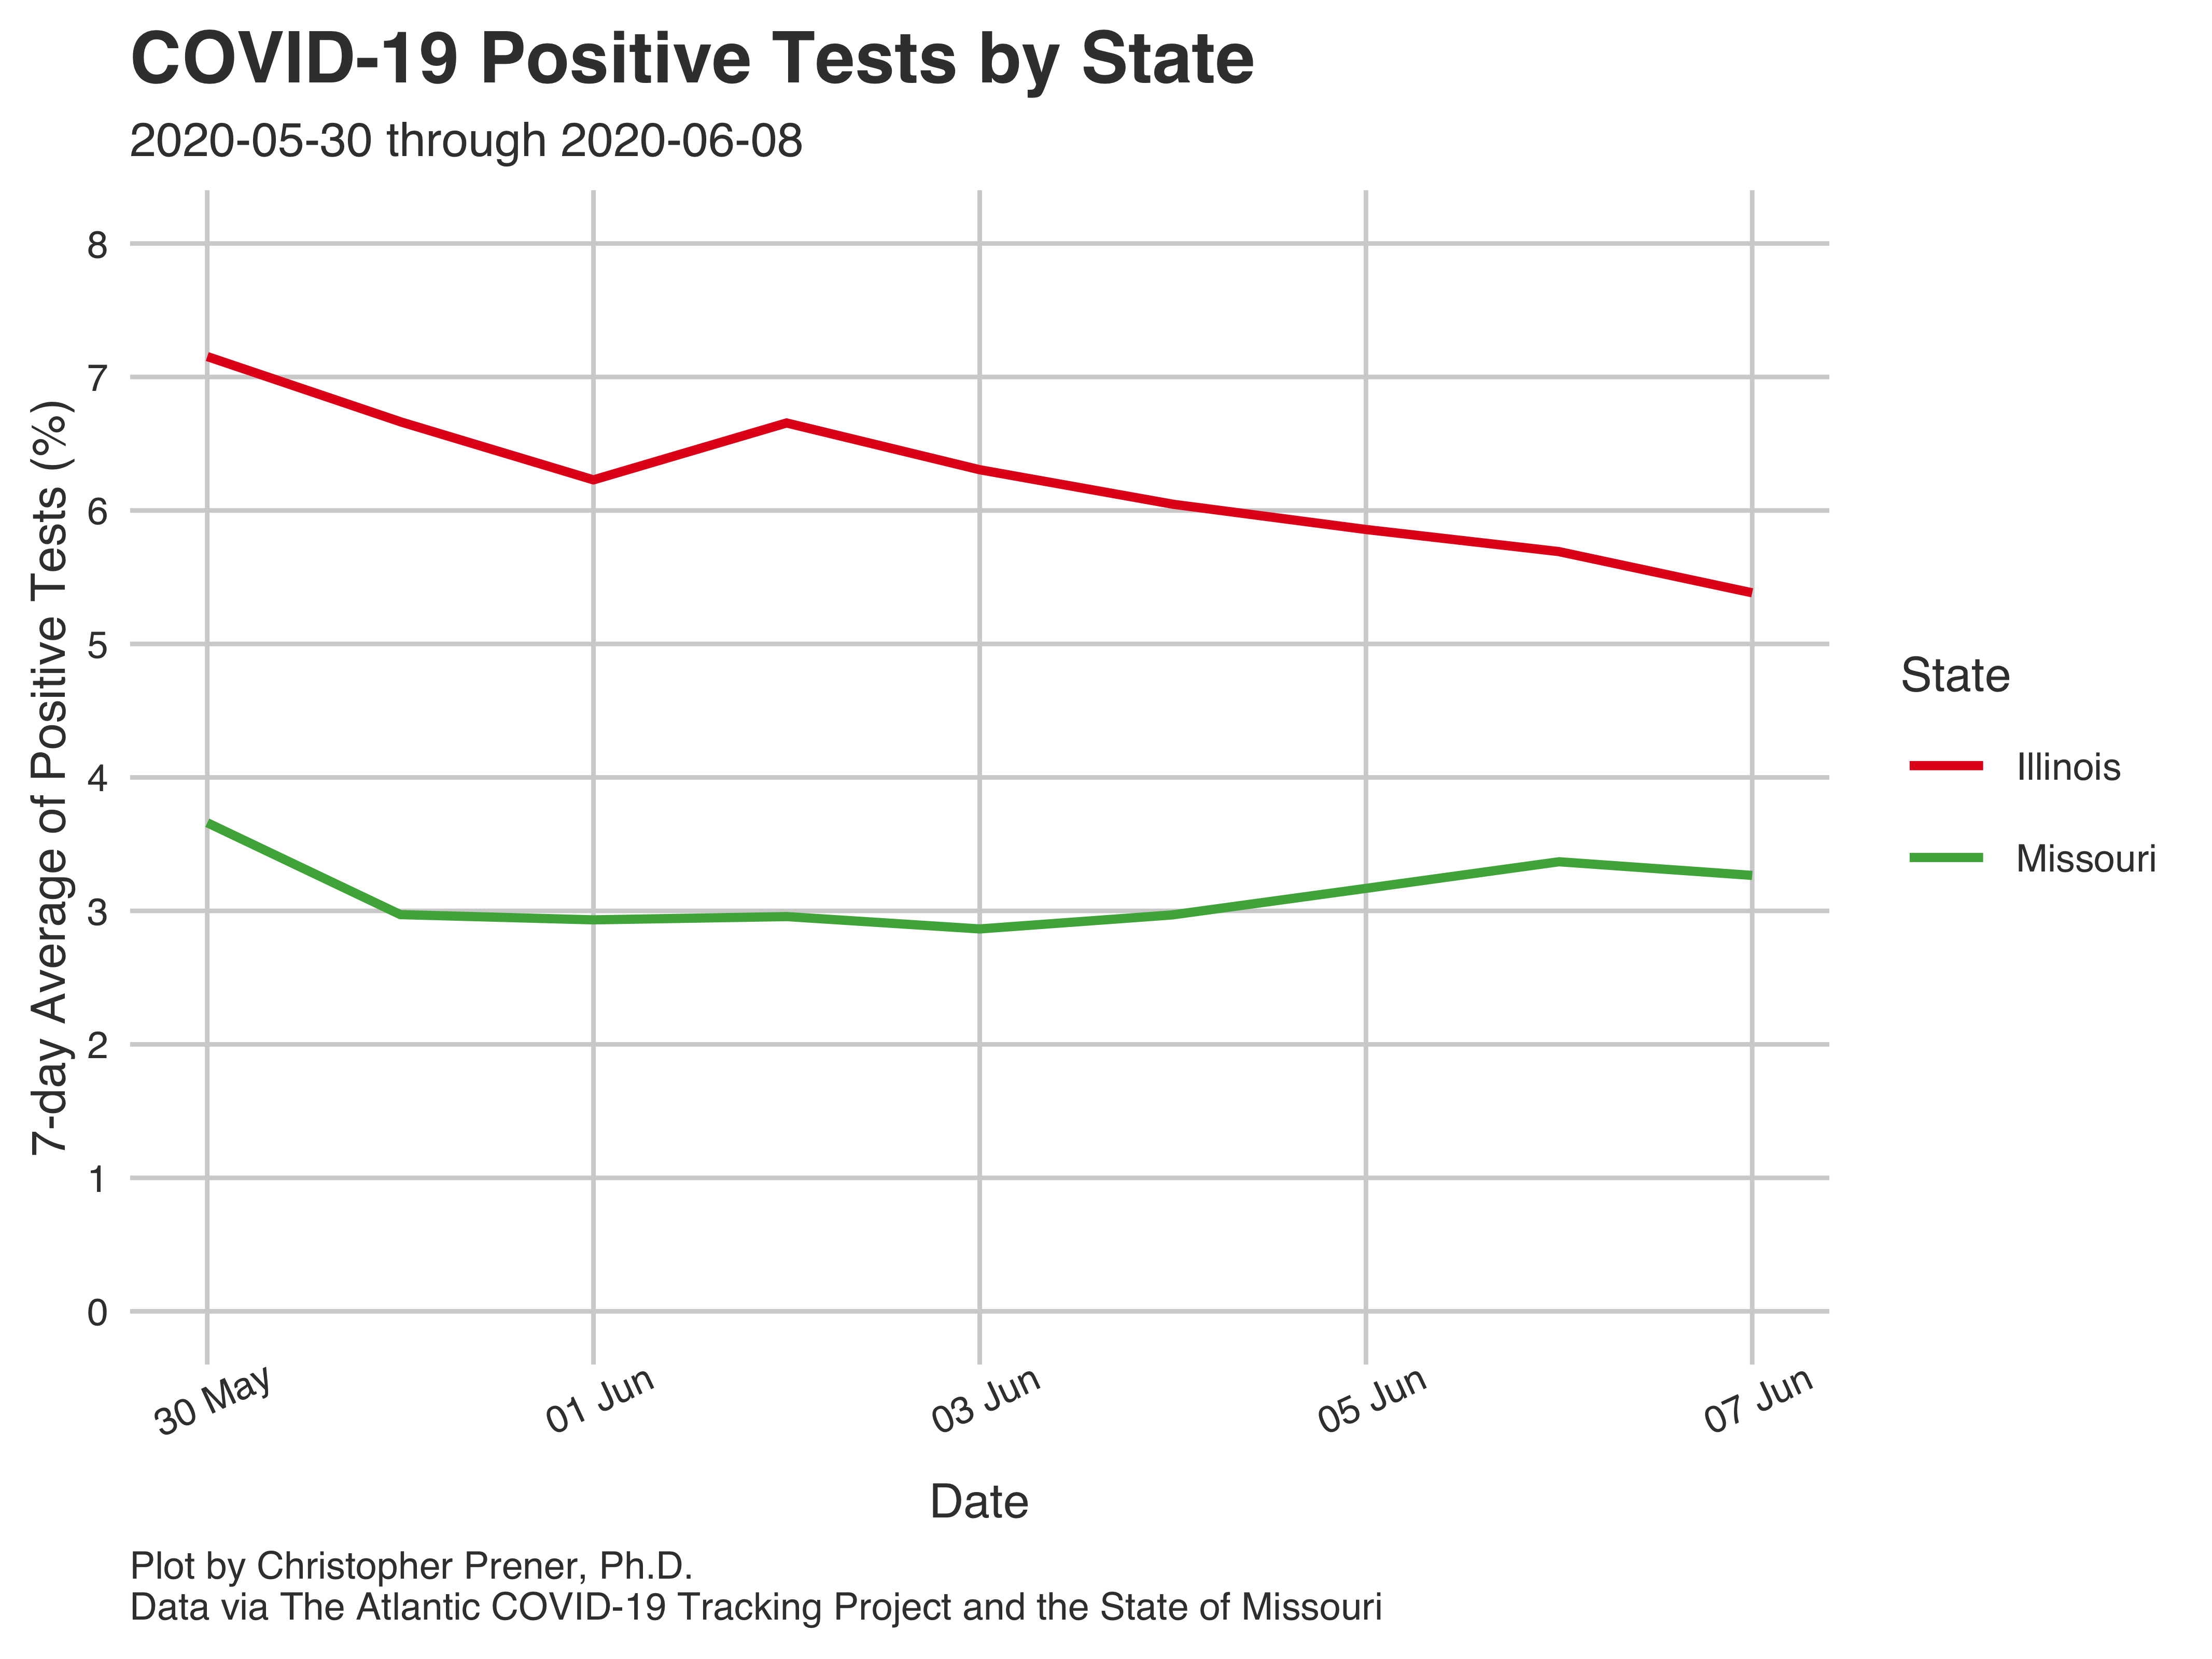 COVID-19 Positive Tests by State
2020-05-30 through 2020-06-08
7-day Average of Positive Tests (%)
8
7
6
5
4
3
2
1
0
30 May
01 Jun
03 Jun
05 Jun
07 Jun
Date
State
Illinois
Missouri
Plot by Christopher Prener, Ph.D.
Data via The Atlantic COVID-19 Tracking Project and the State of Missouri